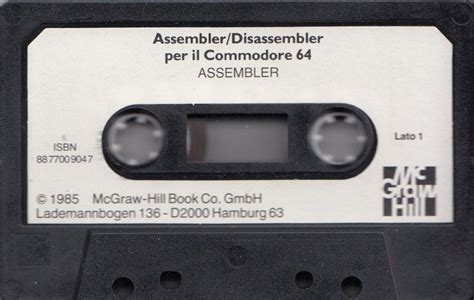 Assembler/Disassembler
per il Commodore 64
ASSEMBLER
ISBN
8877009047
Lato 1
Mc
Graw
Hill
© 1985 McGraw-Hill Book Co. GmbH
Lademannbogen 136 - D2000 Hamburg 63